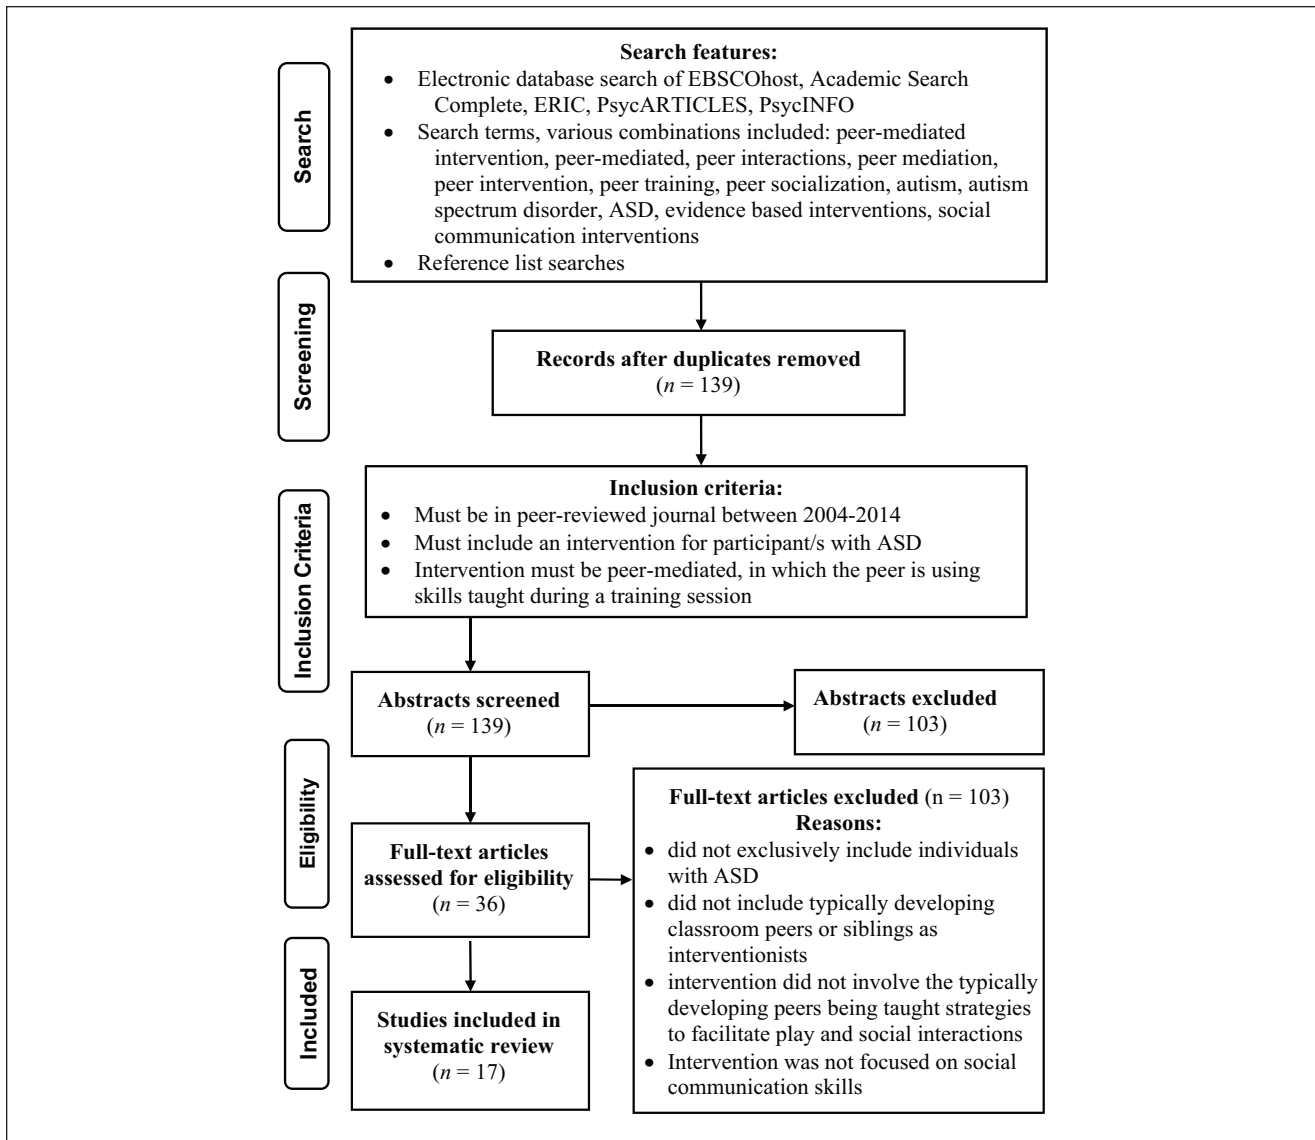 Search
Search features:
• Electronic database search of EBSCOhost, Academic Search
Complete, ERIC, PsycARTICLES, PsycINFO
• Search terms, various combinations included: peer-mediated
intervention, peer-mediated, peer interactions, peer mediation,
peer intervention, peer training, peer socialization, autism, autism
spectrum disorder, ASD, evidence based interventions, social
communication interventions
• Reference list searches
Screening
Records after duplicates removed
(n = 139)
Inclusion Criteria
Inclusion criteria:
• Must be in peer-reviewed journal between 2004-2014
• Must include an intervention for participant/s with ASD
• Intervention must be peer-mediated, in which the peer is using
skills taught during a training session
Abstracts screened
(n = 139)
Abstracts excluded
(n = 103)
Eligibility
Full-text articles
assessed for eligibility
(n = 36)
Full-text articles excluded (n = 103)
Reasons:
• did not exclusively include individuals
with ASD
• did not include typically developing
classroom peers or siblings as
interventionists
• intervention did not involve the typically
developing peers being taught strategies
to facilitate play and social interactions
• Intervention was not focused on social
communication skills
Included
Studies included in
systematic review
(n = 17)